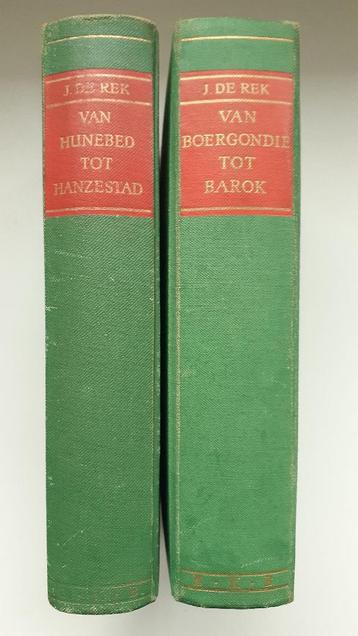 J. DE REK
VAN
HUNEBED
TOT
HANZESTAD
J. DE REK
VAN
BOERGONDIE
TOT
BAROK